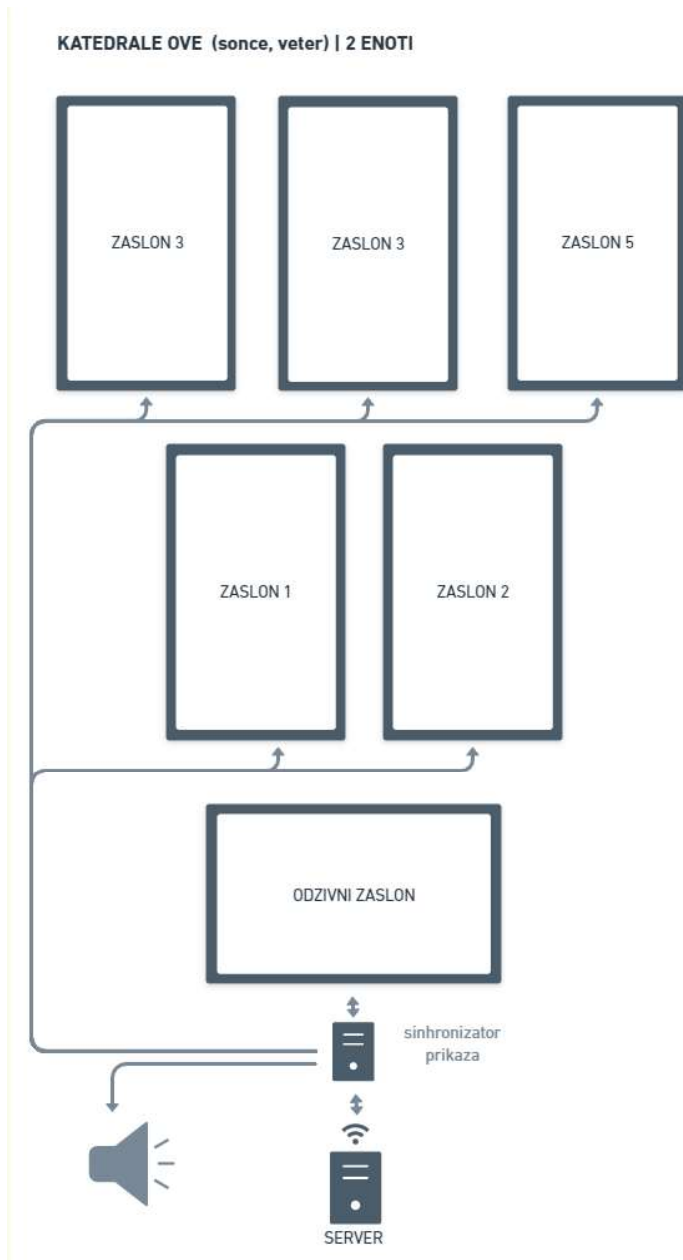 KATEDRALE OVE (sonce, veter) | 2 ENOTI
ZASLON 3
ZASLON 3
ZASLON 5
ZASLON 1
ZASLON 2
ODZIVNI ZASLON
sinhronizator
prikaza
SERVER